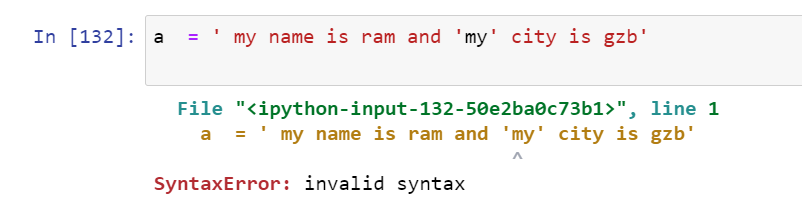 In [132]: a  = ' my name is ram and 'my' city is gzb'
File "<ipython-input-132-50e2ba0c73b1>", line 1
a  = ' my name is ram and 'my' city is gzb'
^
SyntaxError: invalid syntax